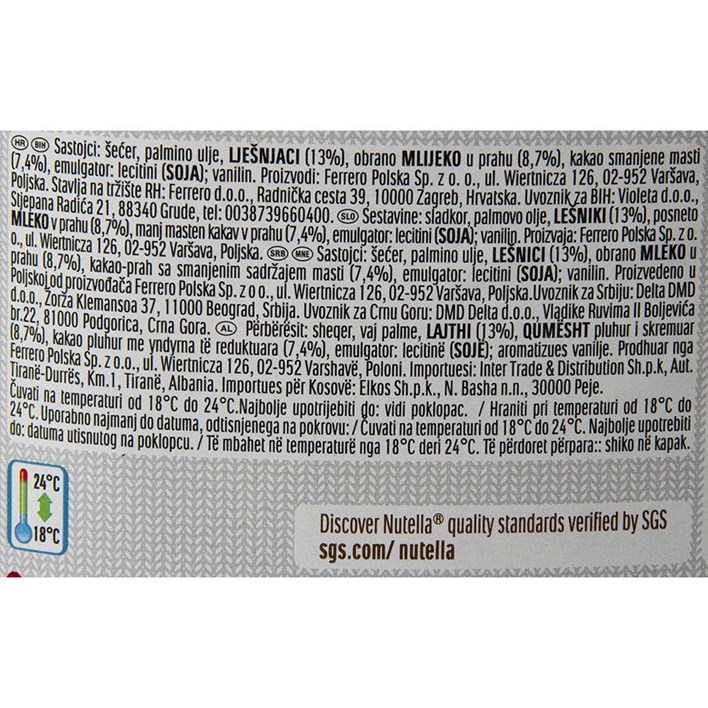 HR BIH Sastojci: šećer, palmino ulje, LJEŠNJACI (13%), obrano MLIJEKO u prahu (8,7%), kakao smanjene masti
(7,4%), emulgator: lecitini (SOJA); vanilin. Proizvodi: Ferrero Polska Sp. z o. o., ul. Wiertnicza 126, 02-952 Varšava,
Poljska. Stavlja na tržište RH: Ferrero d.o.o., Radnička cesta 39, 10000 Zagreb, Hrvatska. Uvoznik za BIH: Violeta d.o.o.,
Stjepana Radića 21, 88340 Grude, tel: 0038739660400. SLO Sestavine: sladkor, palmovo olje, LEŠNIKI (13%), posneto
MLEKO v prahu (8,7%), manj masten kakav v prahu (7,4%), emulgator: lecitini (SOJA); vanilin. Proizvaja: Ferrero Polska Sp. z o.
o., ul. Wiertnicza 126, 02-952 Varšava, Poljska. SRB MNE Sastojci: šećer, palmino ulje, LEŠNICI (13%), obrano MLEKO u
prahu (8,7%), kakao-prah sa smanjenim sadržajem masti (7,4%), emulgator: lecitini (SOJA); vanilin. Proizvedeno u
Poljskoj od proizvođača Ferrero Polska Sp. z o o., ul. Wiertnicza 126, 02-952 Varšava, Poljska.Uvoznik za Srbiju: Delta DMD
d.o.o., Žorža Klemansoa 37, 11000 Beograd, Srbija. Uvoznik za Crnu Goru: DMD Delta d.o.o., Vladike Ruvima II Boljevića
br.22, 81000 Podgorica, Crna Gora. AL Përbërësit: sheqer, vaj palme, LAJTHI (13%), QUMËSHT pluhur i skremuar
(8,7%), kakao pluhur me yndyrna të reduktuara (7,4%), emulgator: lecitinë (SOJË); aromatizues vanilje. Prodhuar nga
Ferrero Polska Sp. z o. o., ul. Wiertnicza 126, 02-952 Varshavë, Poloni. Importuesi: Inter Trade & Distribution Sh.p.k, Aut.
Tiranë-Durrës, Km.1, Tiranë, Albania. Importues për Kosovë: Elkos Sh.p.k., N. Basha n.n., 30000 Peje.
Čuvati na temperaturi od 18°C do 24°C.Najbolje upotrijebiti do: vidi poklopac. / Hraniti pri temperaturi od 18°C do
24°C. Uporabno najmanj do datuma, odtisnjenega na pokrovu: / Čuvati na temperaturi od 18°C do 24°C. Najbolje upotrebiti
do: datuma utisnutog na poklopcu. / Të mbahet në temperaturë nga 18°C deri 24°C. Të përdoret përpara:: shiko në kapak.
24°C
18°C
Discover Nutella® quality standards verified by SGS
sgs.com/ nutella